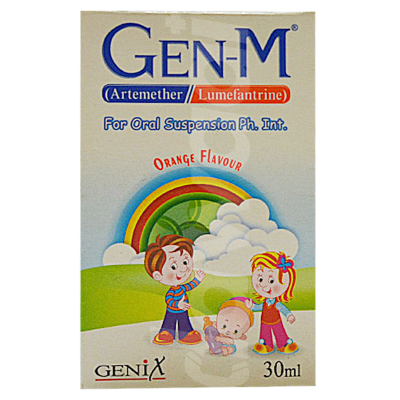 GEN-M®
(Artemether/Lumefantrine)
For Oral Suspension Ph. Int.
ORANGE FLAVOUR
GENIX 30ml